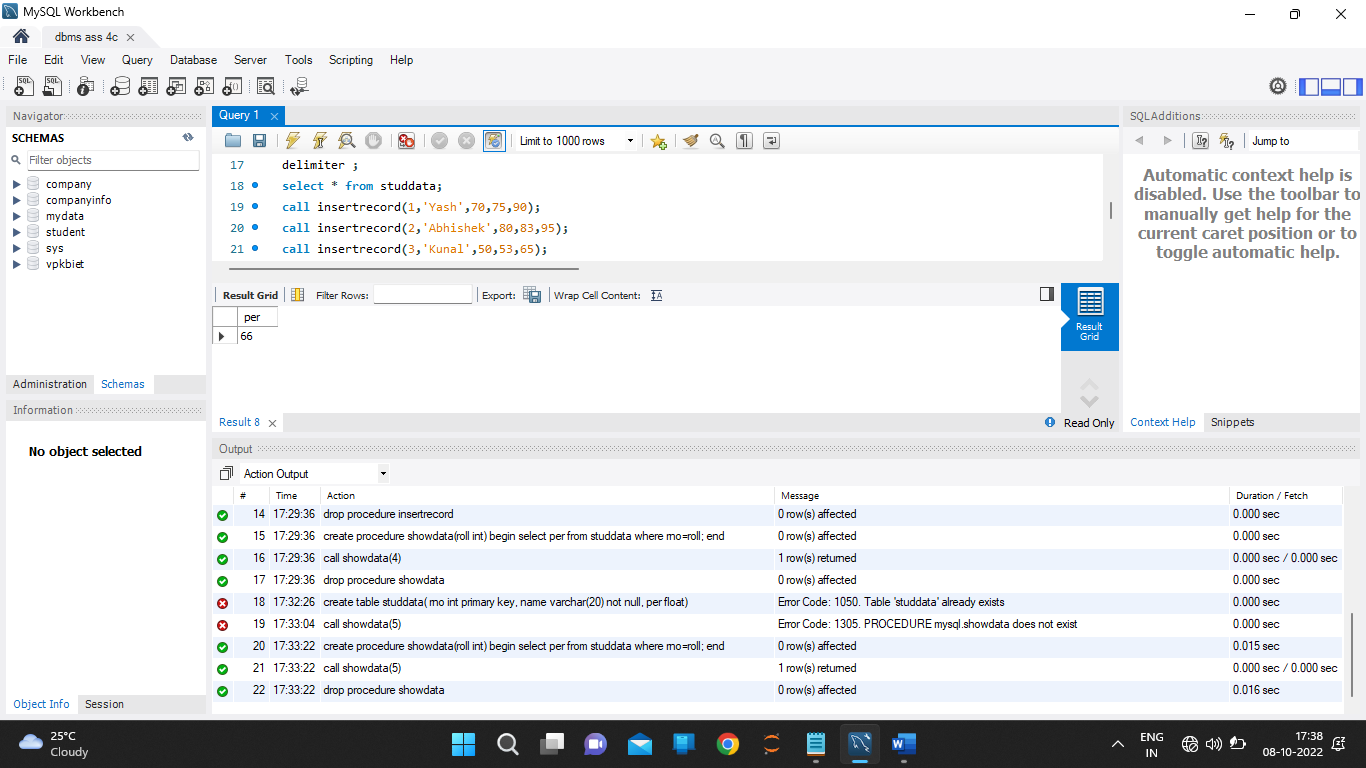 MySQL Workbench
dbms ass 4c
File Edit View Query Database Server Tools Scripting Help
Navigator
SCHEMAS
Filter objects
company
companyinfo
mydata
student
sys
vpkbiet
Administration Schemas
Information
No object selected
Object Info Session
Query 1
Limit to 1000 rows
17 delimiter ;
18 select * from studdata;
19 call insertrecord(1,'Yash',70,75,90);
20 call insertrecord(2,'Abhishek',80,83,95);
21 call insertrecord(3,'Kunal',50,53,65);
Result Grid Filter Rows: Export: Wrap Cell Content:
per
66
Result
Grid
Result 8
Read Only
SQLAdditions
Jump to
Automatic context help is
disabled. Use the toolbar to
manually get help for the
current caret position or to
toggle automatic help.
Context Help Snippets
Output
Action Output
# Time Action Message Duration / Fetch
14 17:29:36 drop procedure insertrecord 0 row(s) affected 0.000 sec
15 17:29:36 create procedure showdata(roll int) begin select per from studdata where rno=roll; end 0 row(s) affected 0.000 sec
16 17:29:36 call showdata(4) 1 row(s) returned 0.000 sec / 0.000 sec
17 17:29:36 drop procedure showdata 0 row(s) affected 0.000 sec
18 17:32:26 create table studdata( rno int primary key, name varchar(20) not null, per float) Error Code: 1050. Table 'studdata' already exists 0.000 sec
19 17:33:04 call showdata(5) Error Code: 1305. PROCEDURE mysql.showdata does not exist 0.000 sec
20 17:33:22 create procedure showdata(roll int) begin select per from studdata where rno=roll; end 0 row(s) affected 0.015 sec
21 17:33:22 call showdata(5) 1 row(s) returned 0.000 sec / 0.000 sec
22 17:33:22 drop procedure showdata 0 row(s) affected 0.016 sec
25°C
Cloudy
ENG
IN
17:38
08-10-2022